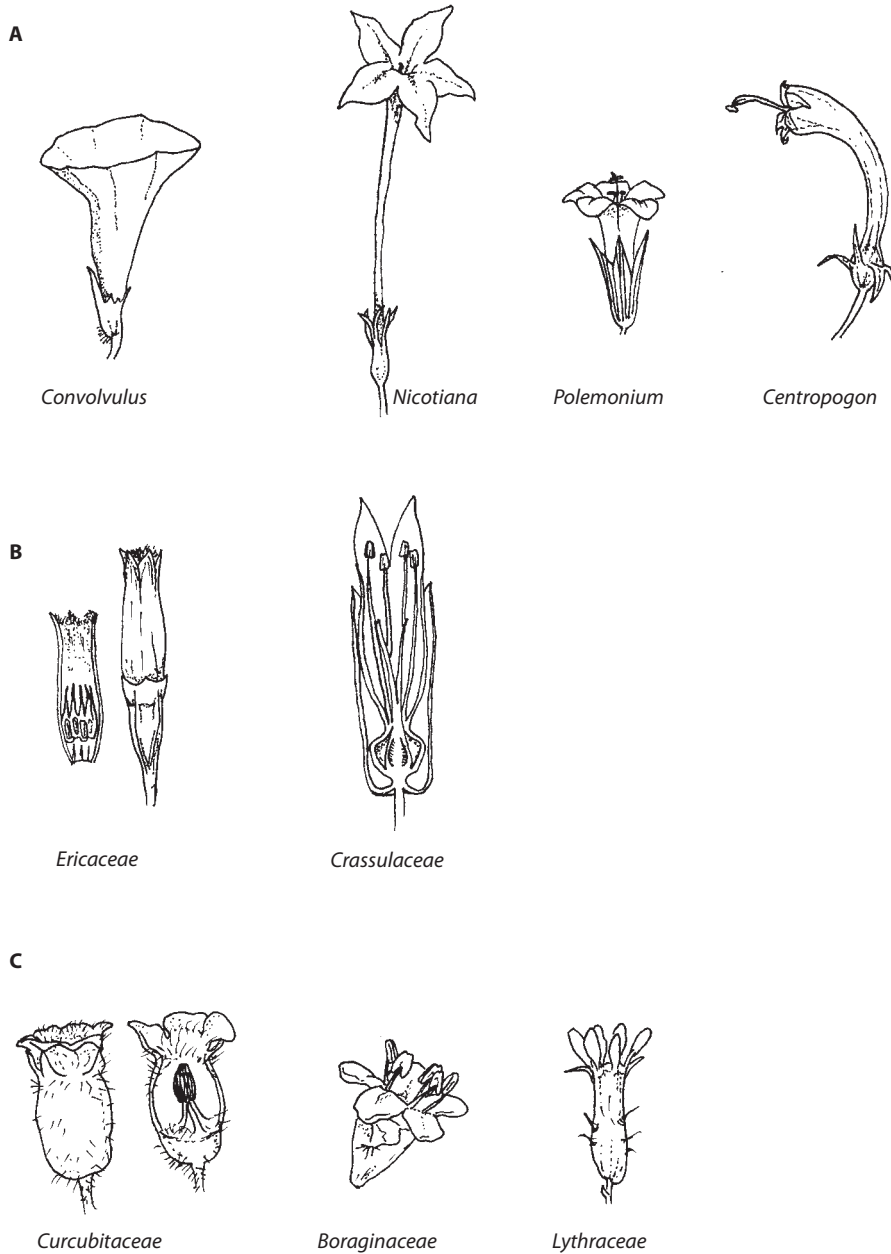 A
Convolvulus Nicotiana Polemonium Centropogon
B
Ericaceae Crassulaceae
C
Curcubitaceae Boraginaceae Lythraceae